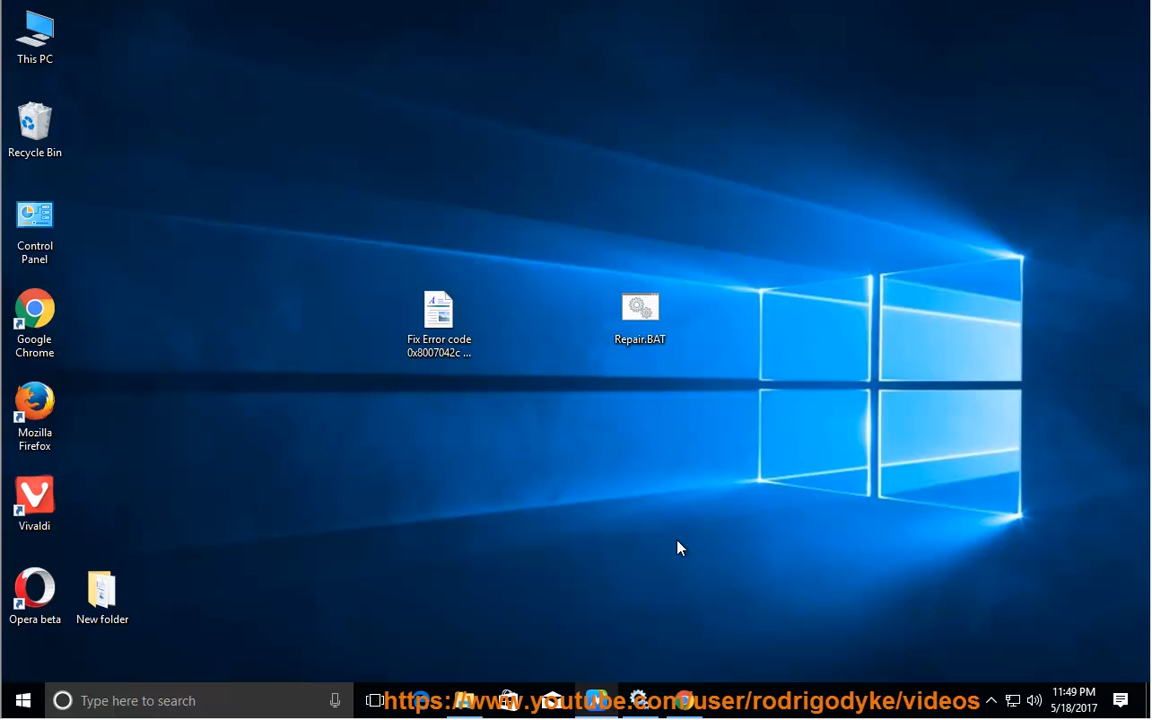 This PC
Recycle Bin
Control
Panel
Google
Chrome
Mozilla
Firefox
Vivaldi
Opera beta
New folder
Fix Error code
0x8007042c ...
Repair.BAT
Type here to search
https://www.youtube.com/user/rodrigodyke/videos
11:49 PM
5/18/2017